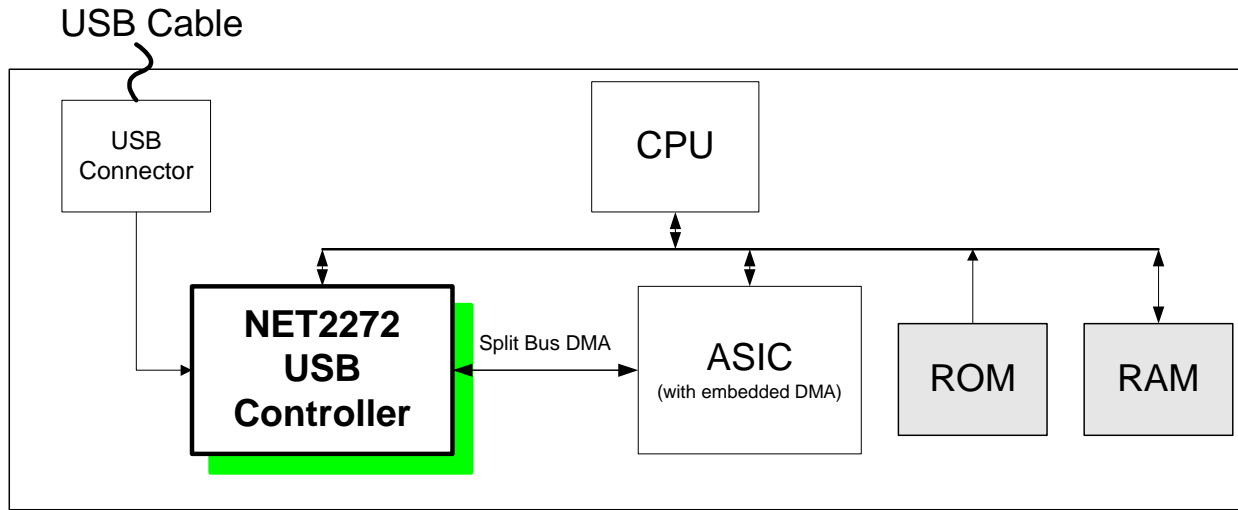 USB Cable
USB
Connector
CPU
NET2272
USB
Controller
Split Bus DMA
ASIC
(with embedded DMA)
ROM
RAM